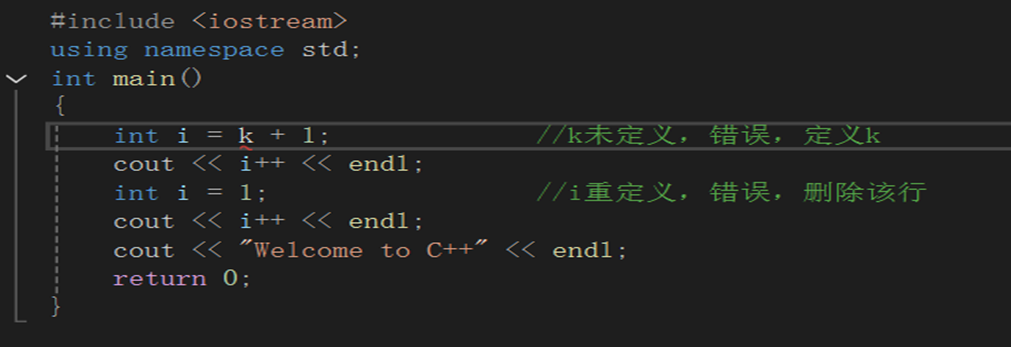 #include <iostream>
using namespace std;
int main()
{
int i = k + 1; //k未定义，错误，定义k
cout << i++ << endl;
int i = 1; //i重定义，错误，删除该行
cout << i++ << endl;
cout << "Welcome to C++" << endl;
return 0;
}